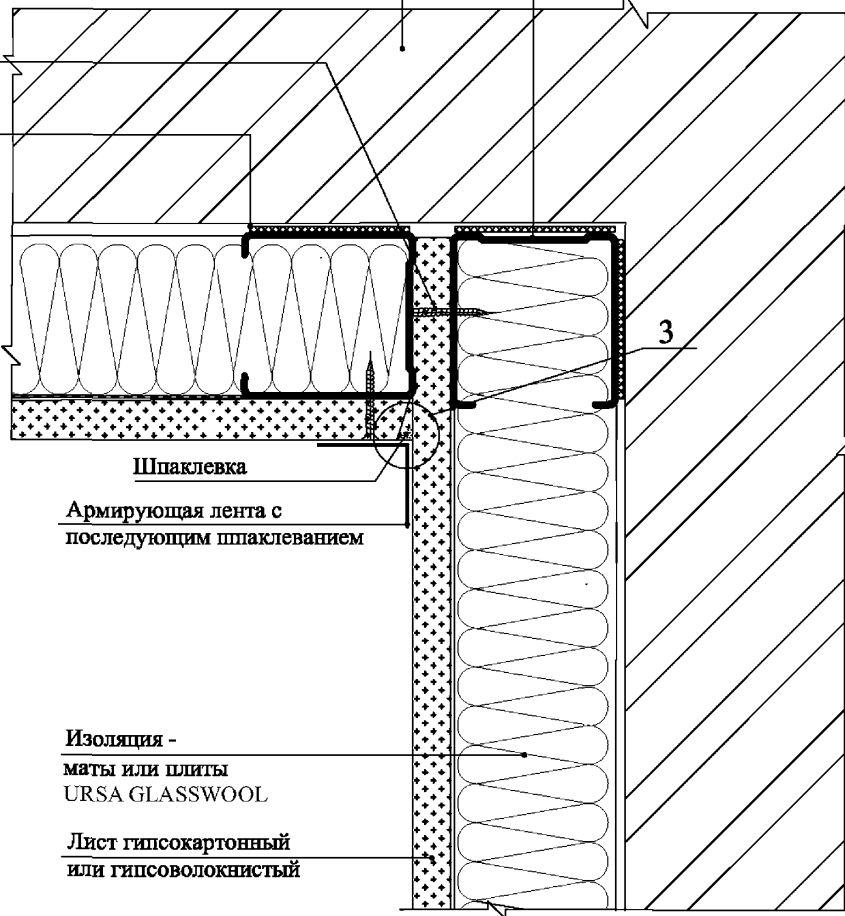 3
Шпаклевка
Армирующая лента с
последующим шпаклеванием
Изоляция -
маты или плиты
URSA GLASSWOOL
Лист гипсокартонный
или гипсоволокнистый